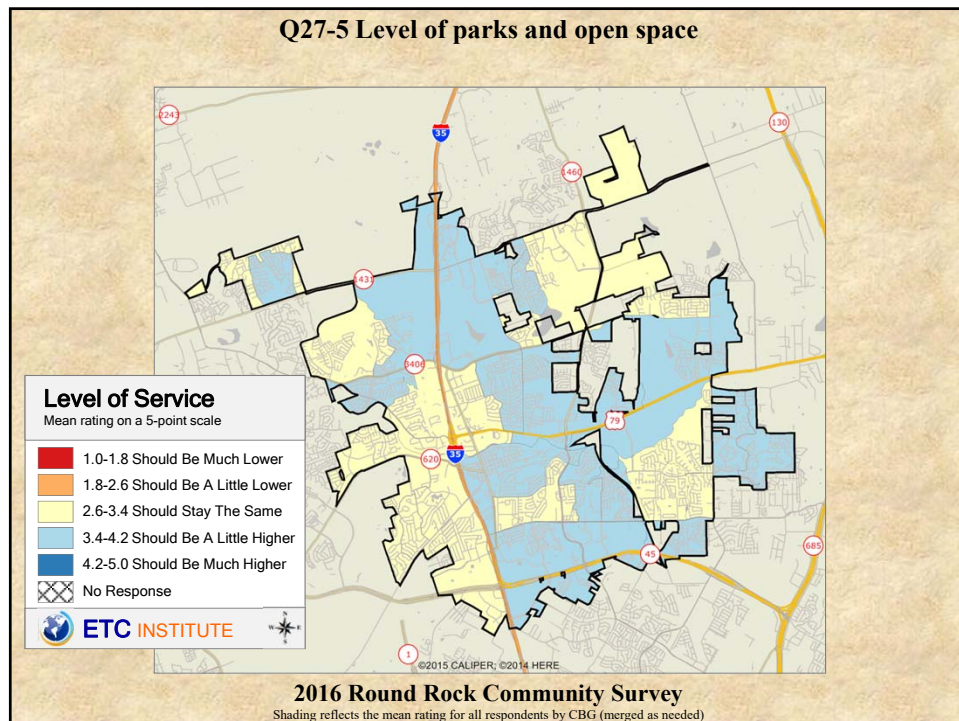 Q27-5 Level of parks and open space
2243
35
130
1460
1431
3406
79
620
35
45
685
1
Level of Service
Mean rating on a 5-point scale
1.0-1.8 Should Be Much Lower
1.8-2.6 Should Be A Little Lower
2.6-3.4 Should Stay The Same
3.4-4.2 Should Be A Little Higher
4.2-5.0 Should Be Much Higher
No Response
ETC INSTITUTE
N
W E
S
©2015 CALIPER; ©2014 HERE
2016 Round Rock Community Survey
Shading reflects the mean rating for all respondents by CBG (merged as needed)